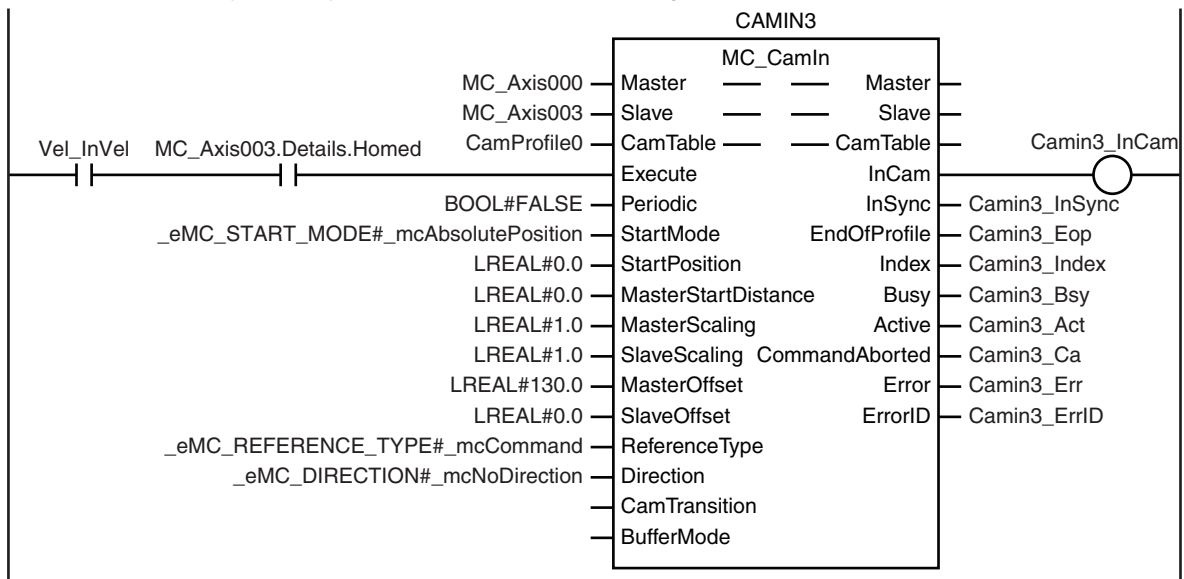 CAMIN3
MC_CamIn
MC_Axis000 Master Master
MC_Axis003 Slave Slave
Vel_InVel MC_Axis003.Details.Homed CamProfile0 CamTable CamTable Camin3_InCam
Execute InCam
BOOL#FALSE Periodic InSync Camin3_InSync
_eMC_START_MODE#_mcAbsolutePosition StartMode EndOfProfile Camin3_Eop
LREAL#0.0 StartPosition Index Camin3_Index
LREAL#0.0 MasterStartDistance Busy Camin3_Bsy
LREAL#1.0 MasterScaling Active Camin3_Act
LREAL#1.0 SlaveScaling CommandAborted Camin3_Ca
LREAL#130.0 MasterOffset Error Camin3_Err
LREAL#0.0 SlaveOffset ErrorID Camin3_ErrID
_eMC_REFERENCE_TYPE#_mcCommand ReferenceType
_eMC_DIRECTION#_mcNoDirection Direction
CamTransition
BufferMode